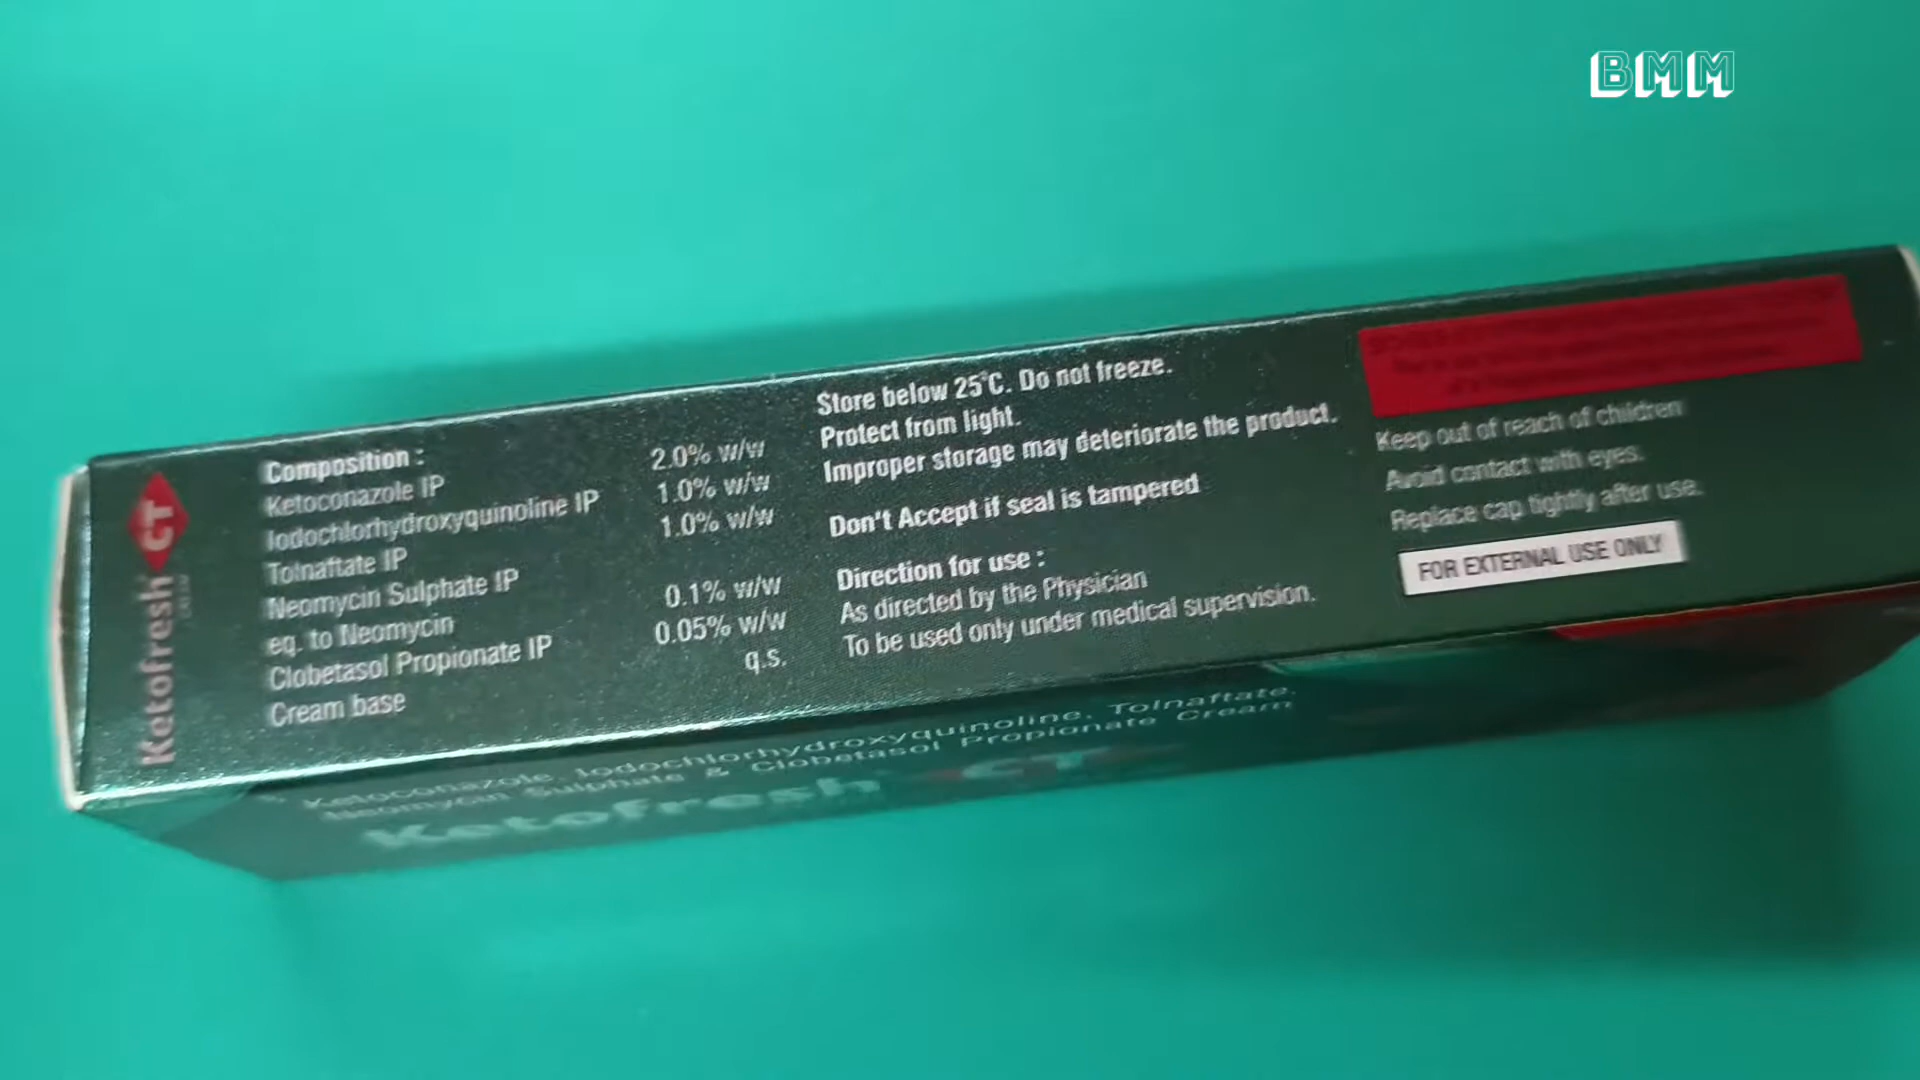 BMM
Ketofresh CT
Composition :
Ketoconazole IP 2.0% w/w
Iodochlorhydroxyquinoline IP 1.0% w/w
Tolnaftate IP 1.0% w/w
Neomycin Sulphate IP
eq. to Neomycin 0.1% w/w
Clobetasol Propionate IP 0.05% w/w
Cream base q.s.
Store below 25°C. Do not freeze.
Protect from light.
Improper storage may deteriorate the product.
Don't Accept if seal is tampered
Direction for use :
As directed by the Physician
To be used only under medical supervision.
Keep out of reach of children
Avoid contact with eyes.
Replace cap tightly after use.
FOR EXTERNAL USE ONLY
Ketoconazole, Iodochlorhydroxyquinoline, Tolnaftate,
Neomycin Sulphate & Clobetasol Propionate Cream
Ketofresh CT